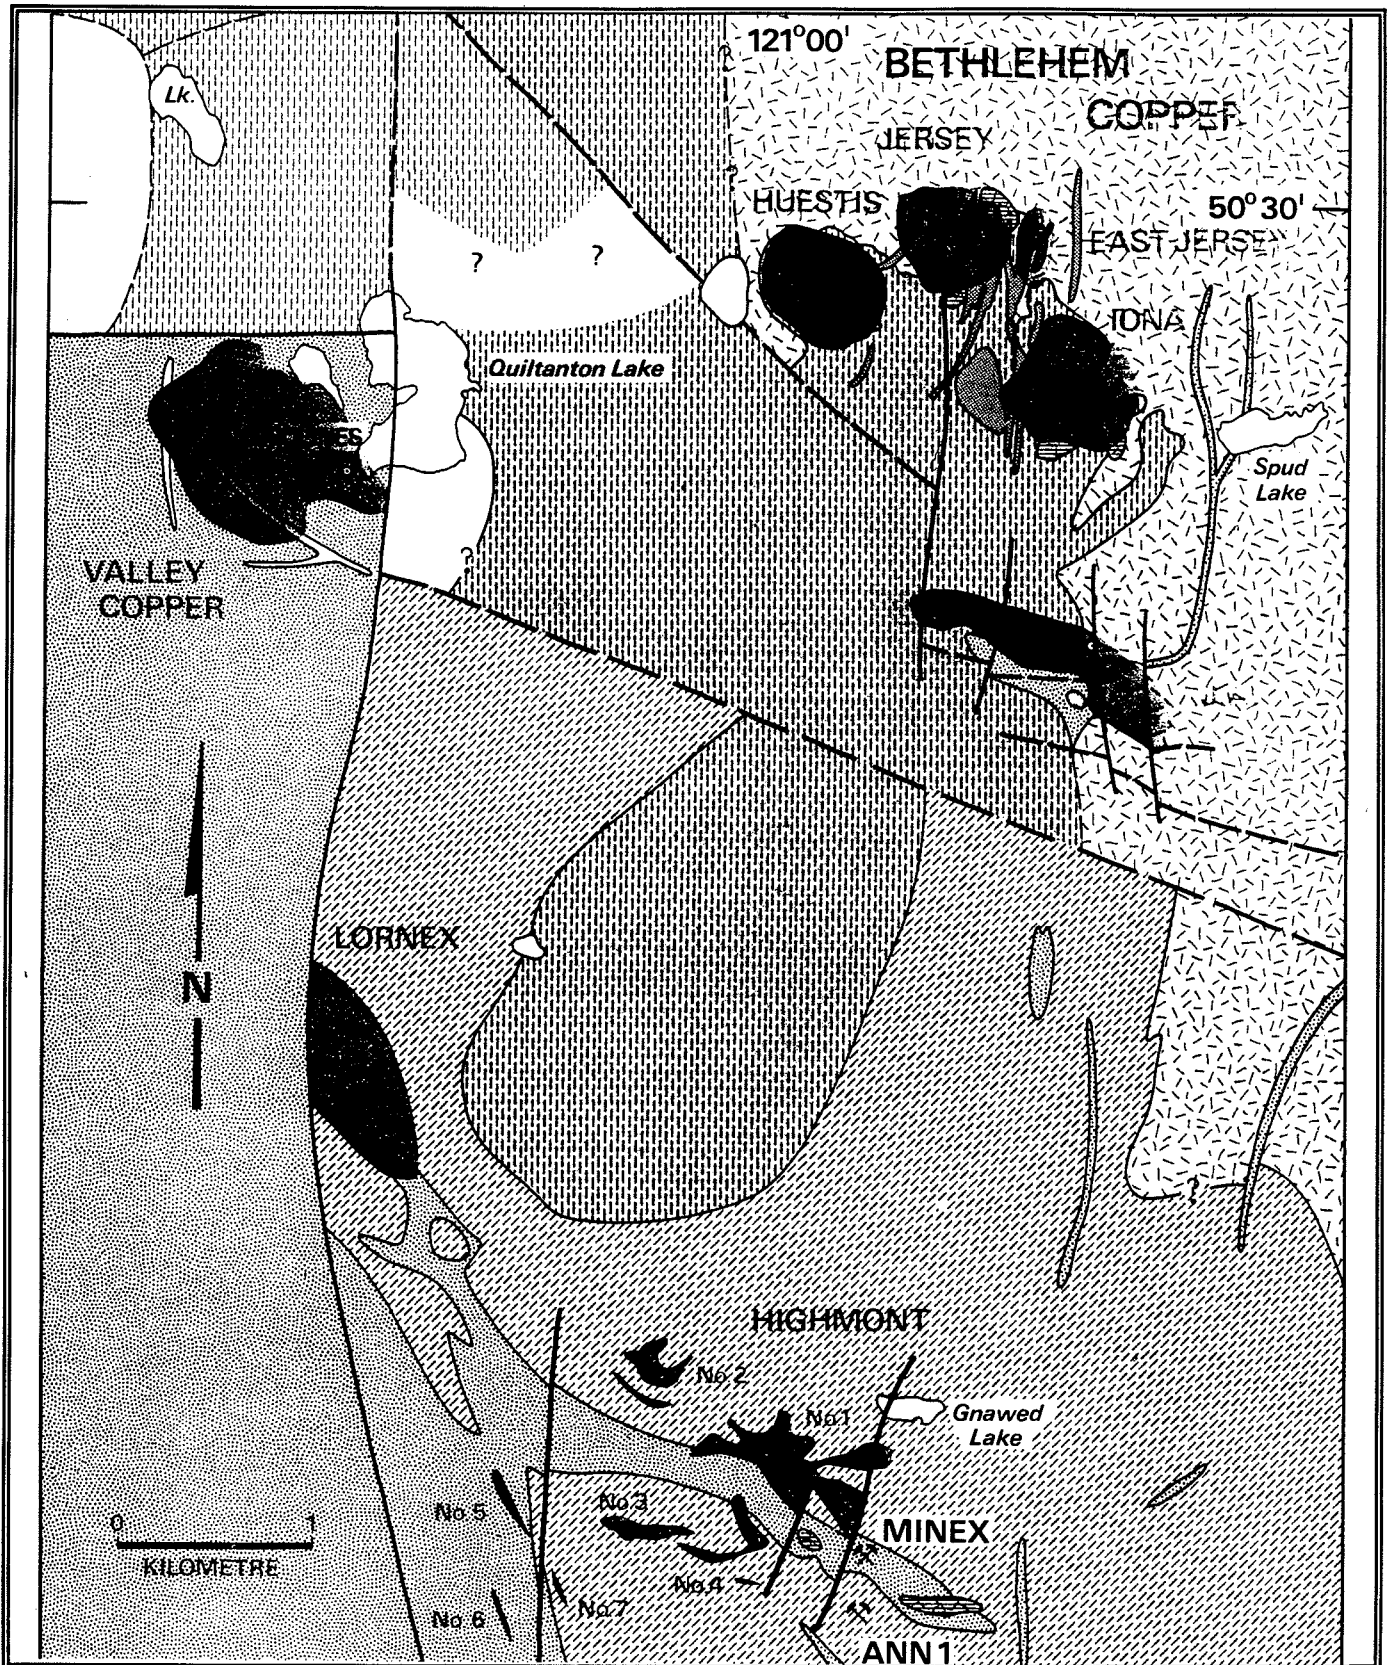 121°00'
BETHLEHEM
COPPER
JERSEY
Lk.
HUESTIS
50°30'
EAST JERSEY
?
?
?
?
IONA
Quiltanton Lake
Spud
Lake
?
VALLEY
COPPER
LORNEX
N
?
HIGHMONT
No.2
No.1
Gnawed
Lake
No.5
No.3
0 1
KILOMETRE
MINEX
No.4
No.6
No.7
ANN 1